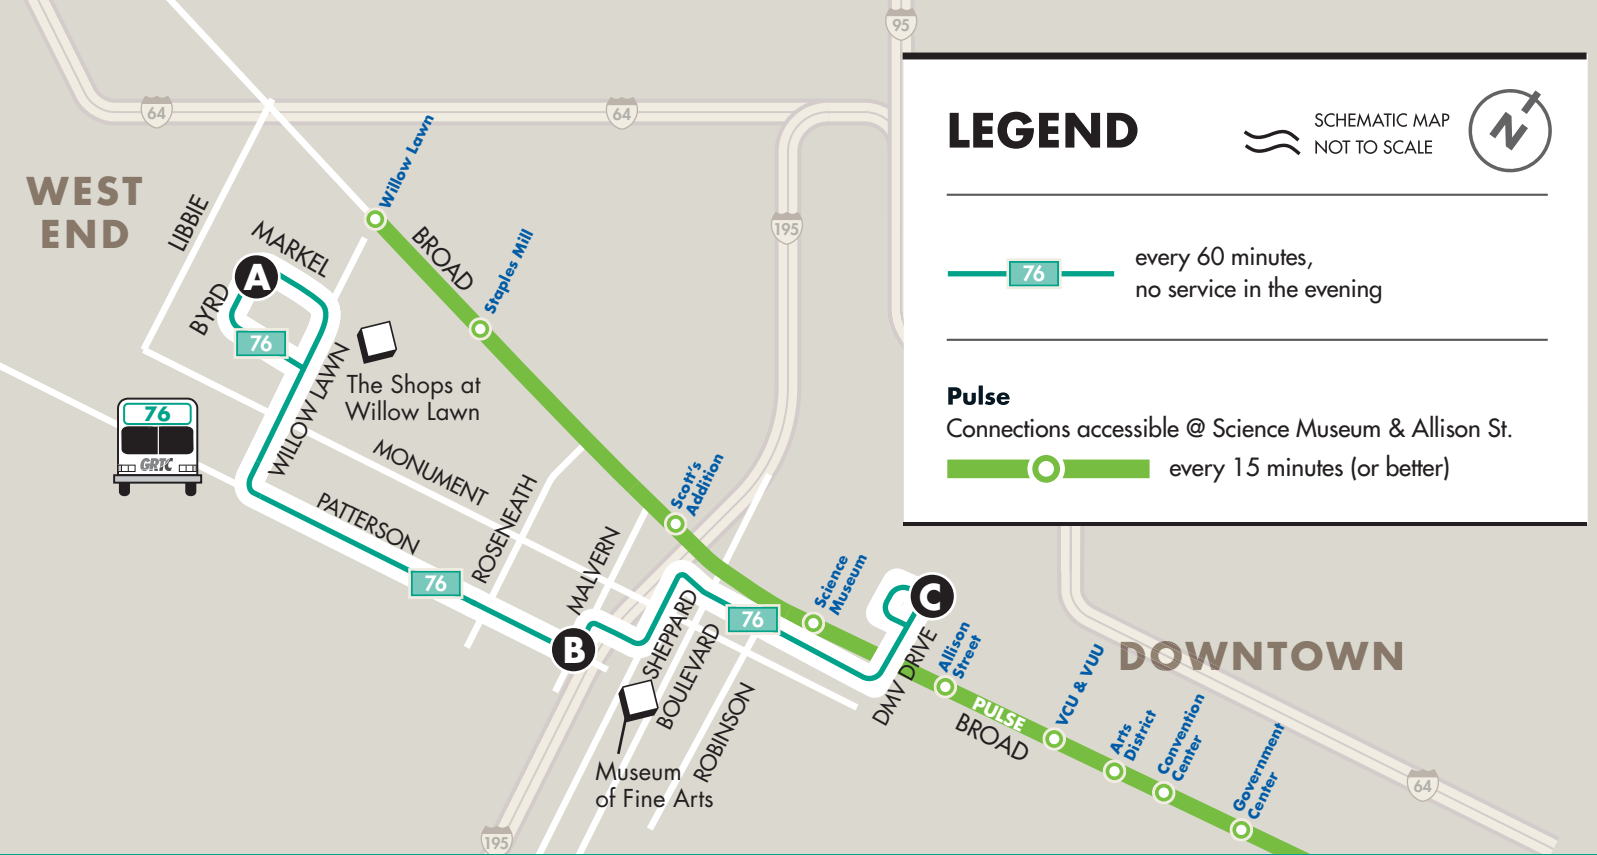 95
64
64
195
LEGEND
SCHEMATIC MAP
NOT TO SCALE
N
76
every 60 minutes,
no service in the evening
Pulse
Connections accessible @ Science Museum & Allison St.
every 15 minutes (or better)
WEST
END
LIBBIE
MARKEL
BYRD
A
76
Willow Lawn
BROAD
Staples Mill
WILLOW LAWN
The Shops at
Willow Lawn
76
GRTC
MONUMENT
PATTERSON
76
ROSENEATH
MALVERN
B
Scott's
Addition
SHEPPARD
BOULEVARD
ROBINSON
76
Science
Museum
C
DMV DRIVE
Allison
Street
Museum
of Fine Arts
195
DOWNTOWN
PULSE
BROAD
VCU & VUU
Arts
District
Convention
Center
Government
Center
64